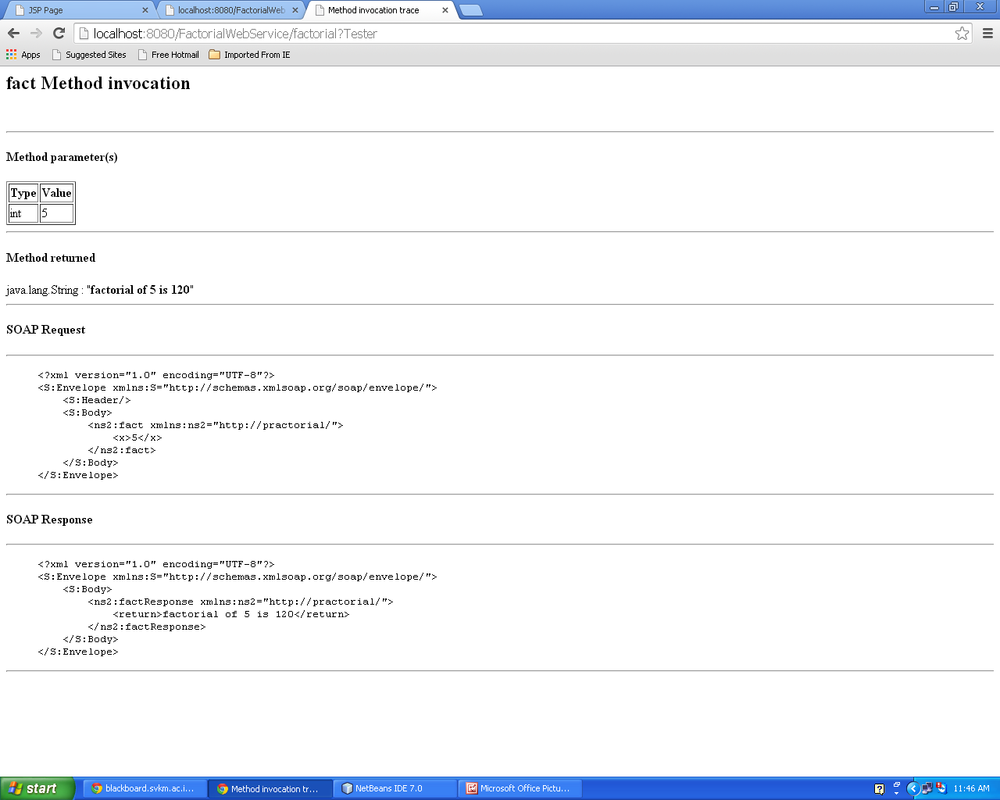 JSP Page
localhost:8080/FactorialWeb
Method invocation trace
localhost:8080/FactorialWebService/factorial?Tester
Apps Suggested Sites Free Hotmail Imported From IE
fact Method invocation
Method parameter(s)
Type Value
int 5
Method returned
java.lang.String : "factorial of 5 is 120"
SOAP Request
<?xml version="1.0" encoding="UTF-8"?>
<S:Envelope xmlns:S="http://schemas.xmlsoap.org/soap/envelope/">
<S:Header/>
<S:Body>
<ns2:fact xmlns:ns2="http://practorial/">
<x>5</x>
</ns2:fact>
</S:Body>
</S:Envelope>
SOAP Response
<?xml version="1.0" encoding="UTF-8"?>
<S:Envelope xmlns:S="http://schemas.xmlsoap.org/soap/envelope/">
<S:Body>
<ns2:factResponse xmlns:ns2="http://practorial/">
<return>factorial of 5 is 120</return>
</ns2:factResponse>
</S:Body>
</S:Envelope>
start blackboard.svkm.ac.i... Method invocation tr... NetBeans IDE 7.0 Microsoft Office Pictu... 11:46 AM